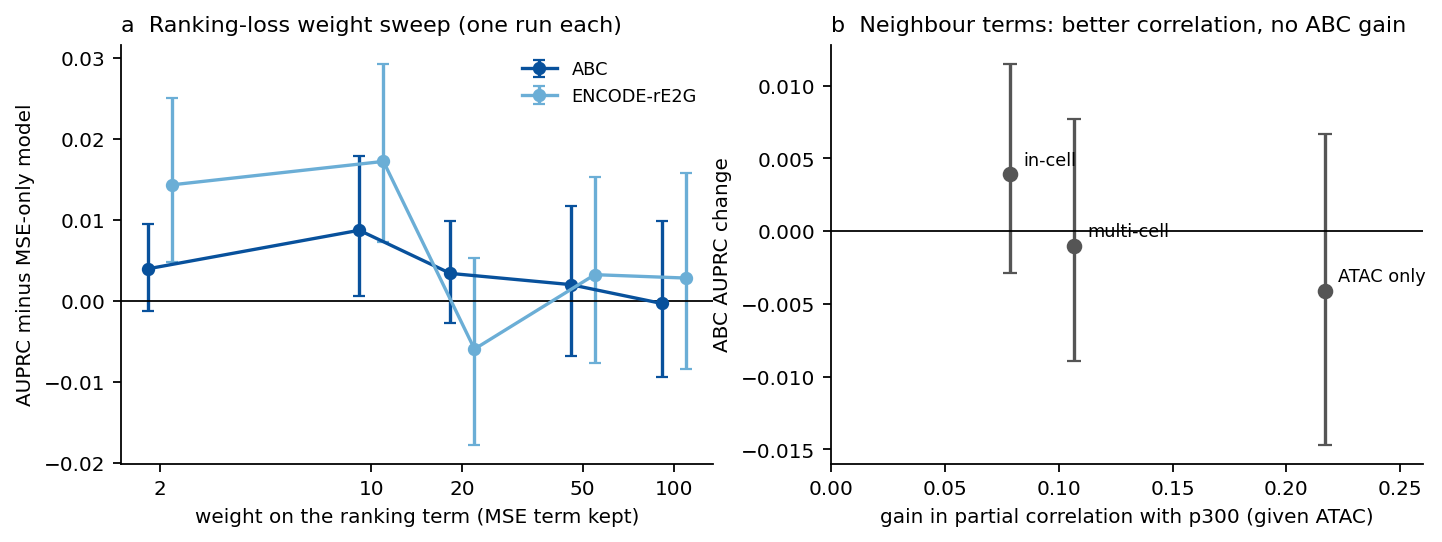 a  Ranking-loss weight sweep (one run each)
AUPRC minus MSE-only model
0.03
0.02
0.01
0.00
−0.01
−0.02
2
10
20
50
100
weight on the ranking term (MSE term kept)
ABC
ENCODE-rE2G
b  Neighbour terms: better correlation, no ABC gain
ABC AUPRC change
0.010
0.005
0.000
−0.005
−0.010
−0.015
in-cell
multi-cell
ATAC only
0.00
0.05
0.10
0.15
0.20
0.25
gain in partial correlation with p300 (given ATAC)